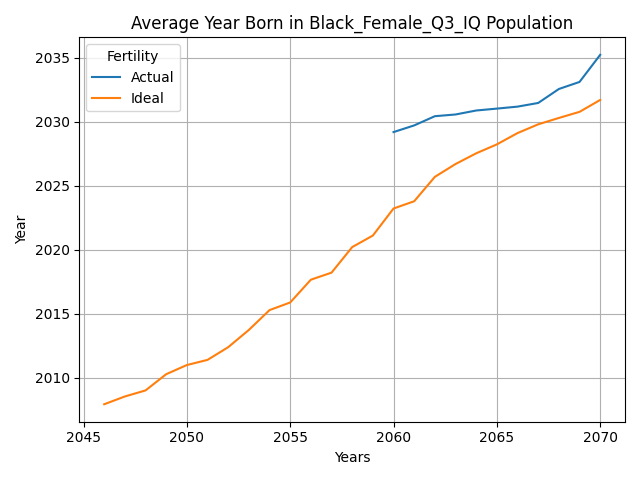 Average Year Born in Black_Female_Q3_IQ Population
Fertility
Actual
Ideal
2035
2030
2025
2020
2015
2010
Year
2045 2050 2055 2060 2065 2070
Years